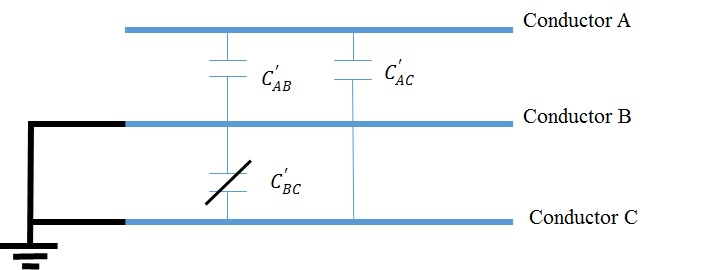 Conductor A
C'AB
C'AC
Conductor B
C'BC
Conductor C